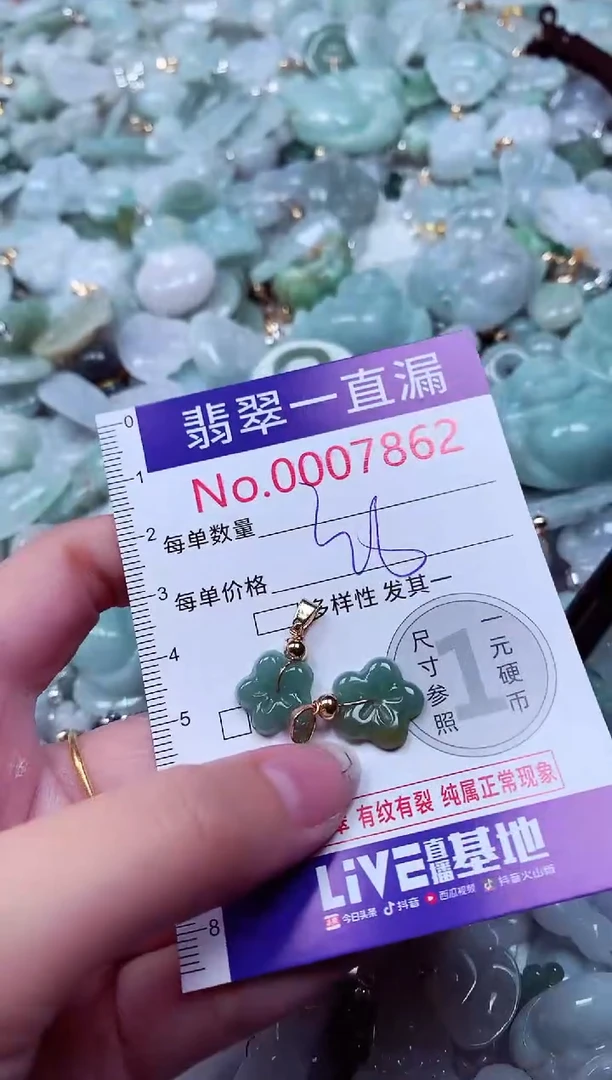 翡翠一直漏
No.0007862
0
1
2
3
4
5
8
每单数量
每单价格
多样性 发其一
尺寸参照
1
一元硬币
翠 有纹有裂 纯属正常现象
LiVE直播基地
今日头条 抖音 西瓜视频 抖音火山版